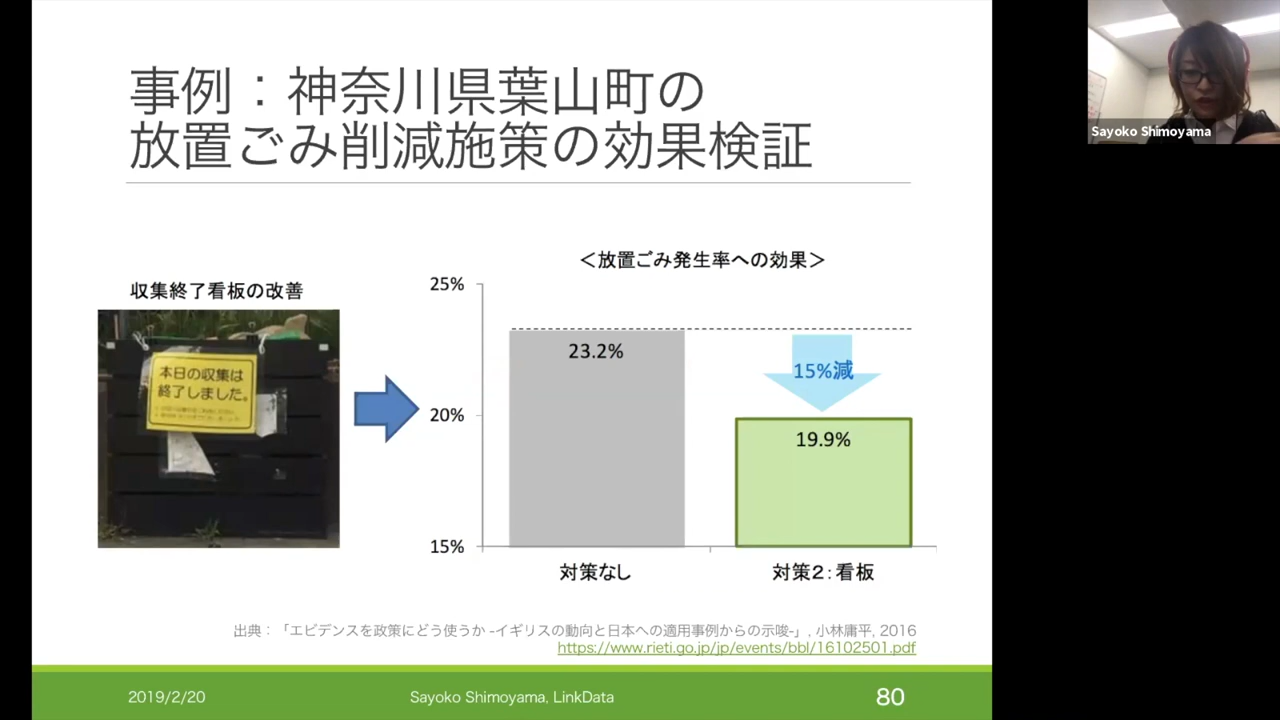 事例：神奈川県葉山町の
放置ごみ削減施策の効果検証
Sayoko Shimoyama
収集終了看板の改善
本日の収集は
終了しました。
＜放置ごみ発生率への効果＞
25%
20%
15%
23.2%
15%減
19.9%
対策なし
対策２：看板
出典：「エビデンスを政策にどう使うか -イギリスの動向と日本への適用事例からの示唆-」, 小林庸平, 2016
https://www.rieti.go.jp/jp/events/bbl/16102501.pdf
2019/2/20
Sayoko Shimoyama, LinkData
80